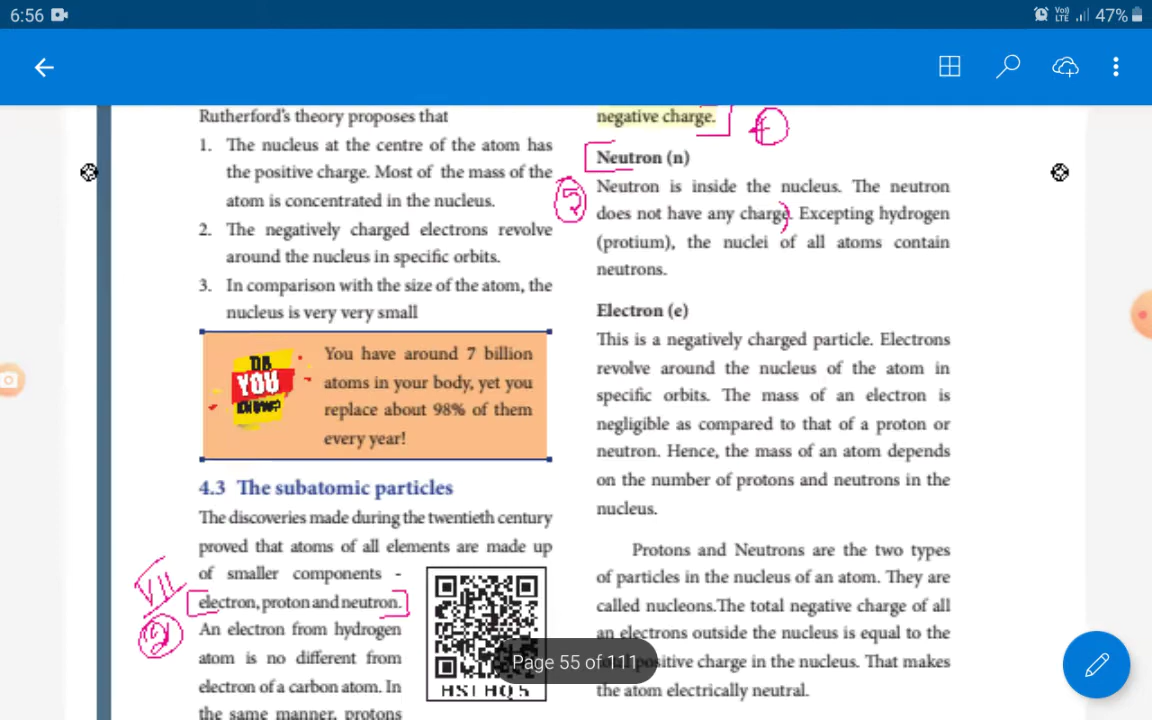 6:56
Vo)
LTE
47%
Rutherford's theory proposes that
1. The nucleus at the centre of the atom has
the positive charge. Most of the mass of the
atom is concentrated in the nucleus.
2. The negatively charged electrons revolve
around the nucleus in specific orbits.
3. In comparison with the size of the atom, the
nucleus is very very small
DO
YOU
KNOW?
You have around 7 billion
atoms in your body, yet you
replace about 98% of them
every year!
4.3 The subatomic particles
The discoveries made during the twentieth century
proved that atoms of all elements are made up
of smaller components -
VII
electron, proton and neutron.
An electron from hydrogen
atom is no different from
electron of a carbon atom. In
the same manner, protons
HSLHQ5
negative charge.
Neutron (n)
Neutron is inside the nucleus. The neutron
does not have any charge. Excepting hydrogen
(protium), the nuclei of all atoms contain
neutrons.
Electron (e)
This is a negatively charged particle. Electrons
revolve around the nucleus of the atom in
specific orbits. The mass of an electron is
negligible as compared to that of a proton or
neutron. Hence, the mass of an atom depends
on the number of protons and neutrons in the
nucleus.
Protons and Neutrons are the two types
of particles in the nucleus of an atom. They are
called nucleons.The total negative charge of all
an electrons outside the nucleus is equal to the
positive charge in the nucleus. That makes
the atom electrically neutral.
Page 55 of 111